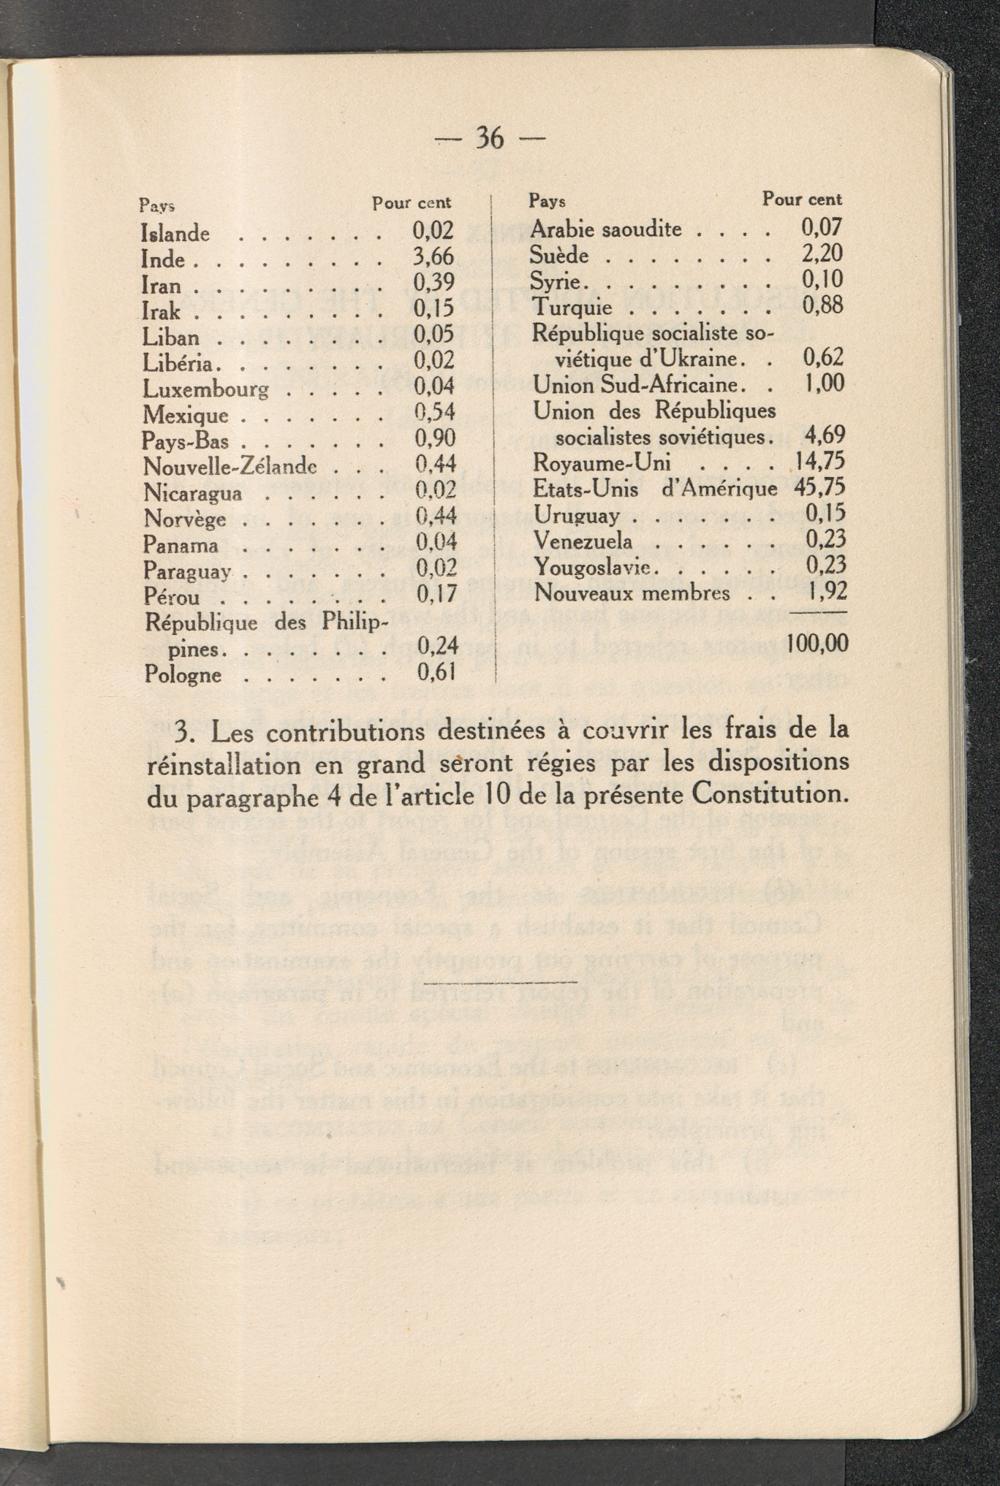 — 36 —
Pays Pour cent
Islande . . . . . . . 0,02
Inde . . . . . . . . . 3,66
Iran . . . . . . . . . 0,39
Irak . . . . . . . . . 0,15
Liban . . . . . . . . 0,05
Libéria. . . . . . . . 0,02
Luxembourg . . . . . 0,04
Mexique . . . . . . . 0,54
Pays-Bas . . . . . . . 0,90
Nouvelle-Zélande . . . 0,44
Nicaragua . . . . . . 0,02
Norvège . . . . . . . 0,44
Panama . . . . . . . 0,04
Paraguay . . . . . . . 0,02
Pérou . . . . . . . . 0,17
République des Philip-
pines. . . . . . . . 0,24
Pologne . . . . . . . 0,61
Pays Pour cent
Arabie saoudite . . . . 0,07
Suède . . . . . . . . 2,20
Syrie. . . . . . . . . 0,10
Turquie . . . . . . . 0,88
République socialiste so-
viétique d'Ukraine. . 0,62
Union Sud-Africaine. . 1,00
Union des Républiques
socialistes soviétiques. 4,69
Royaume-Uni . . . . 14,75
Etats-Unis d'Amérique 45,75
Uruguay . . . . . . 0,15
Venezuela . . . . . . 0,23
Yougoslavie. . . . . . 0,23
Nouveaux membres . . 1,92
100,00
3. Les contributions destinées à couvrir les frais de la
réinstallation en grand seront régies par les dispositions
du paragraphe 4 de l'article 10 de la présente Constitution.